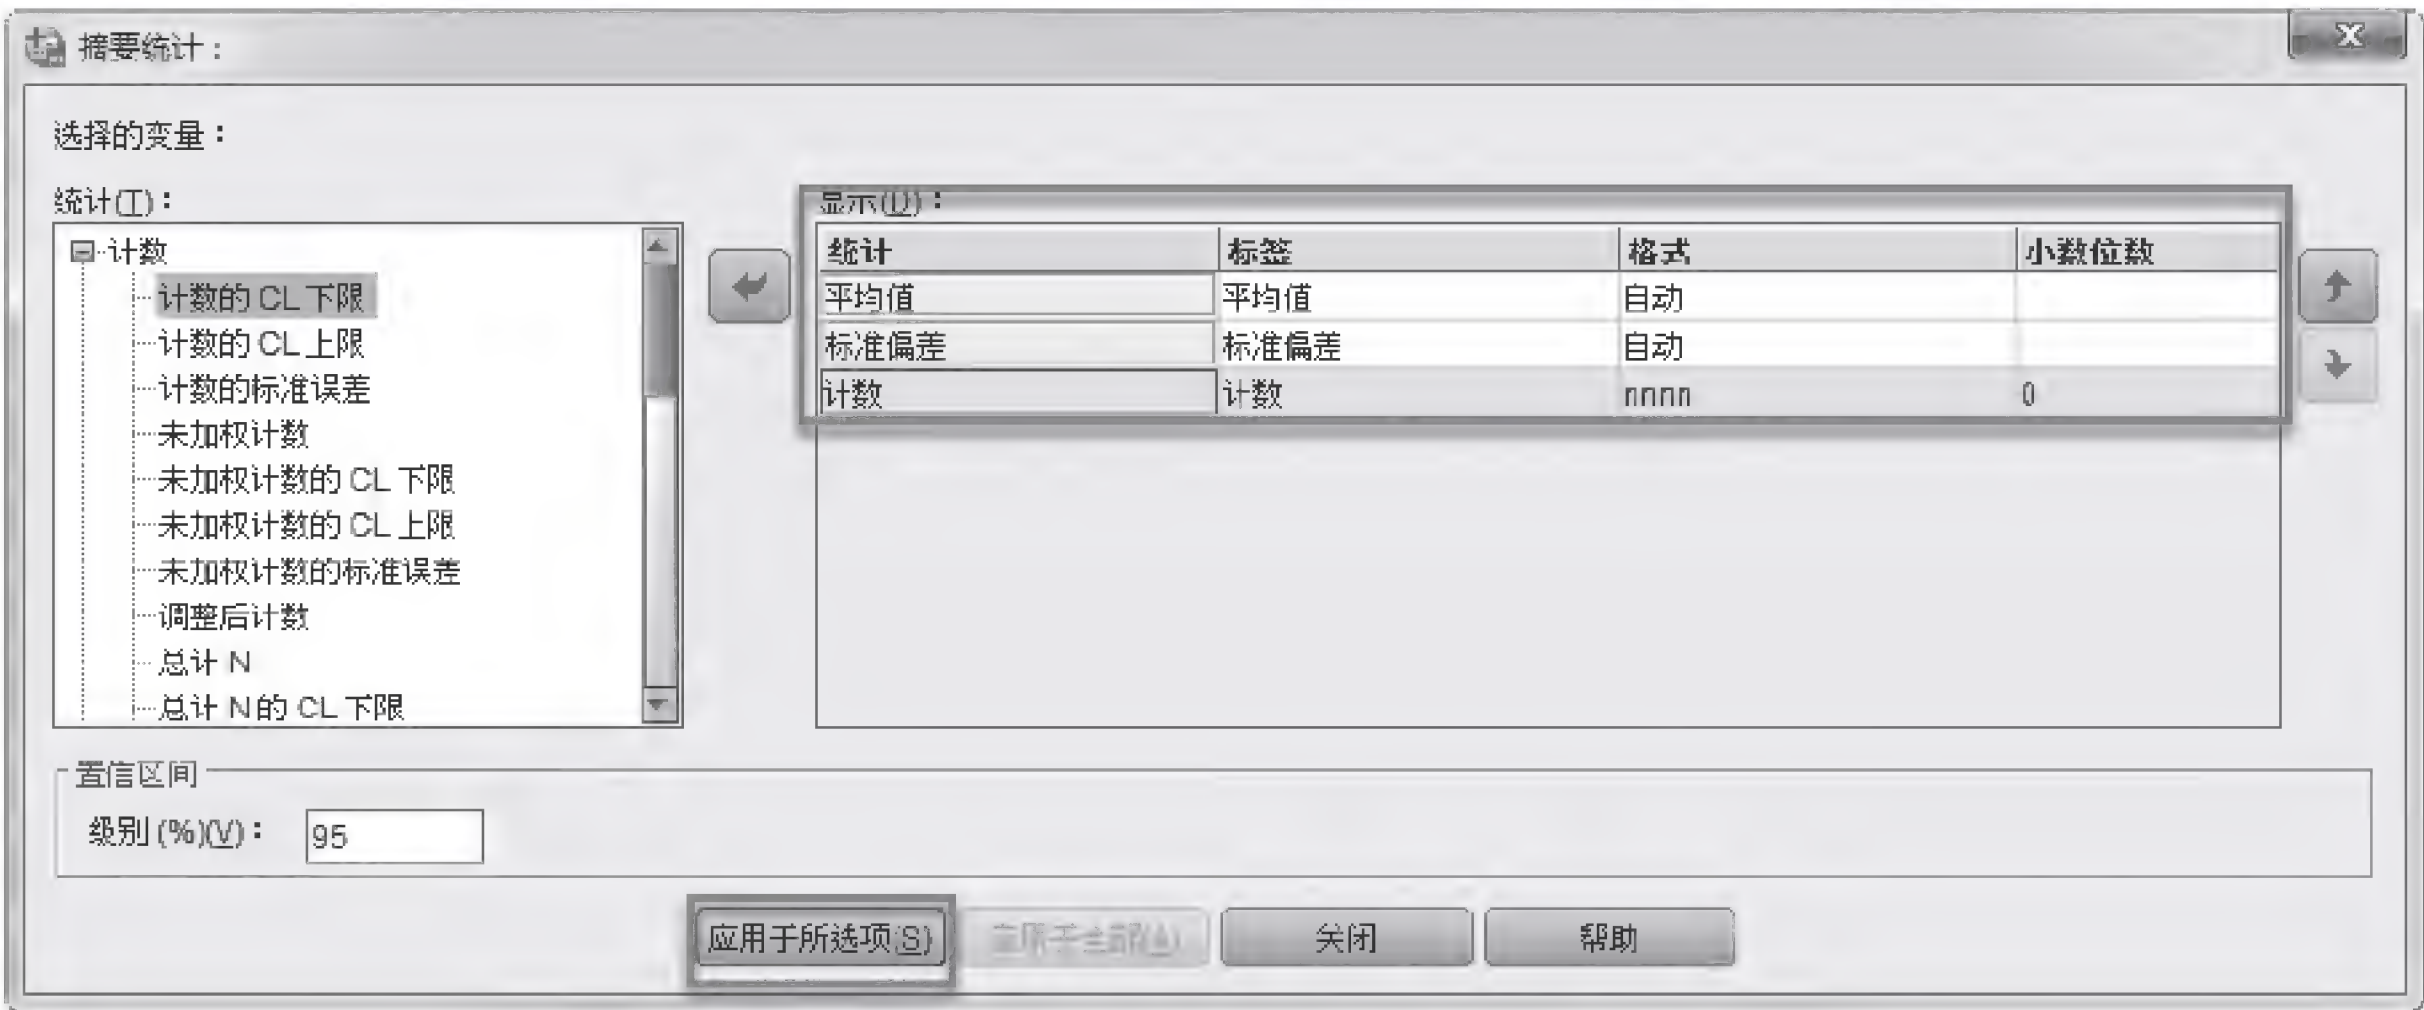 摘要统计：
选择的变量：
统计(T)：
计数
计数的 CL 下限
计数的 CL 上限
计数的标准误差
未加权计数
未加权计数的 CL 下限
未加权计数的 CL 上限
未加权计数的标准误差
调整后计数
总计 N
总计 N 的 CL 下限
显示(D)：
统计 标签 格式 小数位数
平均值 平均值 自动
标准偏差 标准偏差 自动
计数 计数 nnnn 0
置信区间
级别 (%)(V)： 95
应用于所选项(S) 应用于全部(A) 关闭 帮助